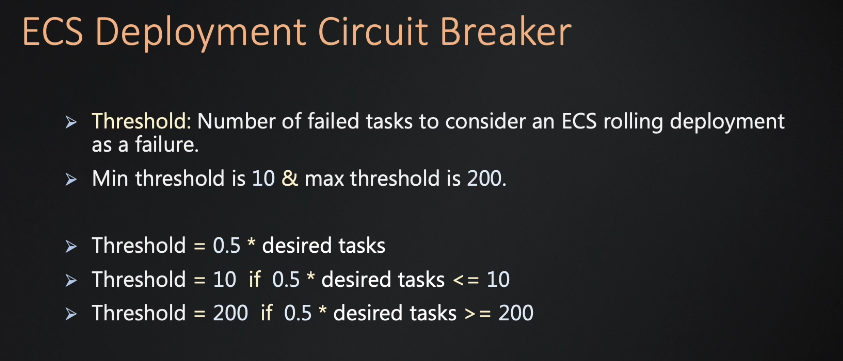 ECS Deployment Circuit Breaker
➢ Threshold: Number of failed tasks to consider an ECS rolling deployment
as a failure.
➢ Min threshold is 10 & max threshold is 200.
➢ Threshold = 0.5 * desired tasks
➢ Threshold = 10 if 0.5 * desired tasks <= 10
➢ Threshold = 200 if 0.5 * desired tasks >= 200